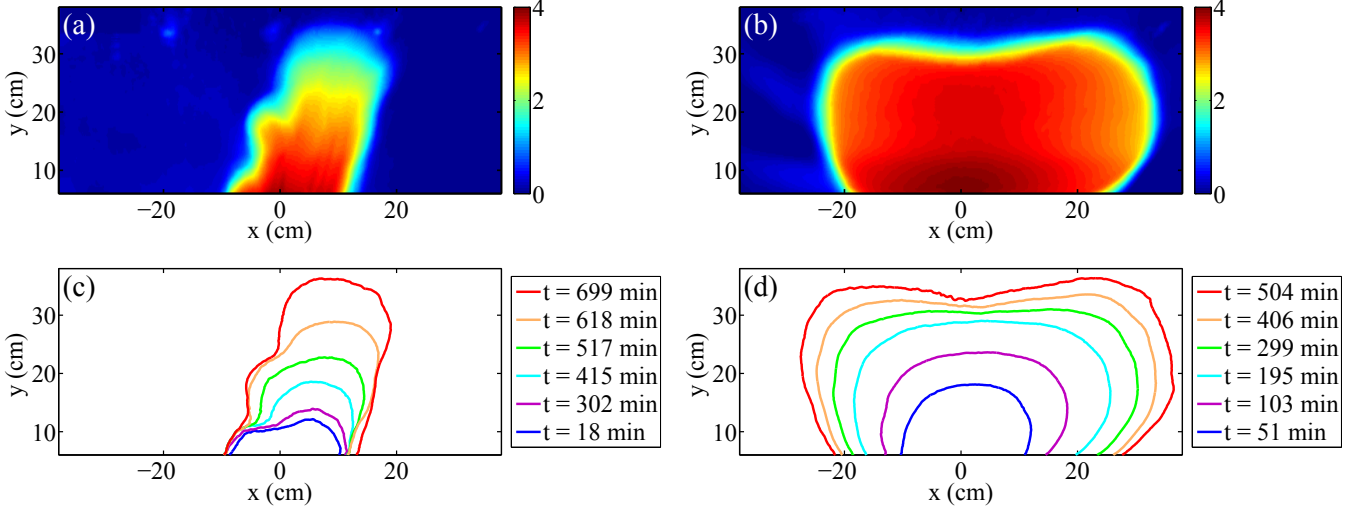 (a)
y (cm)
30
20
10
−20 0 20
x (cm)
4
2
0
(b)
y (cm)
30
20
10
−20 0 20
x (cm)
4
2
0
(c)
y (cm)
30
20
10
−20 0 20
x (cm)
t = 699 min
t = 618 min
t = 517 min
t = 415 min
t = 302 min
t = 18 min
(d)
y (cm)
30
20
10
−20 0 20
x (cm)
t = 504 min
t = 406 min
t = 299 min
t = 195 min
t = 103 min
t = 51 min